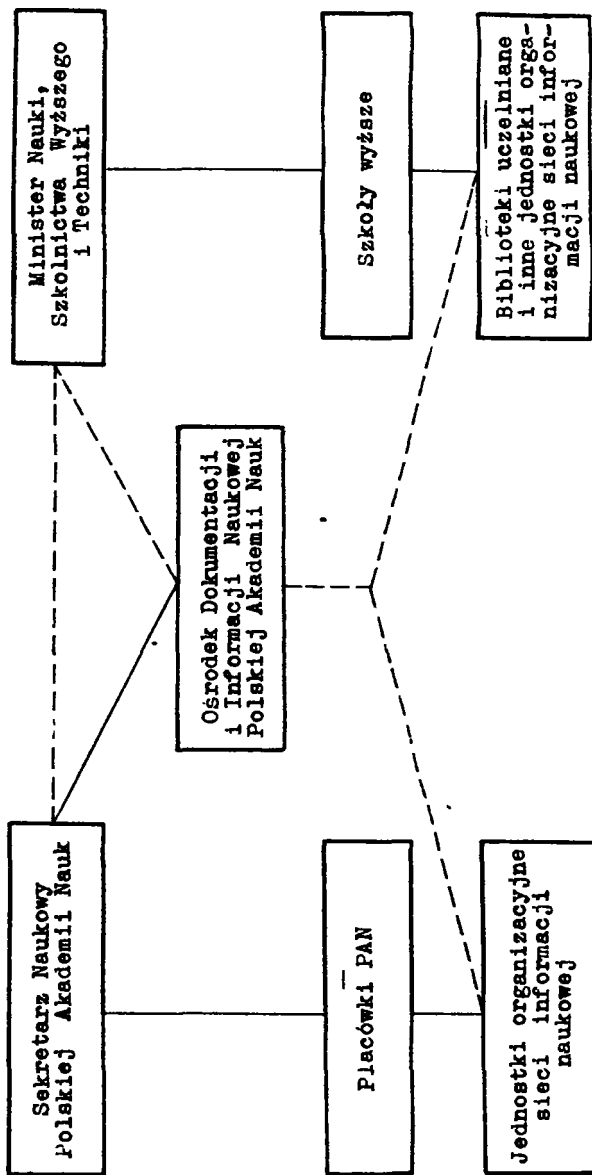 Sekretarz Naukowy
Polskiej Akademii Nauk
Minister Nauki,
Szkolnictwa Wyższego
i Techniki
Ośrodek Dokumentacji
i Informacji Naukowej
Polskiej Akademii Nauk
Placówki PAN
Szkoły wyższe
Jednostki organizacyjne
sieci informacji
naukowej
Biblioteki uczelniane
i inne jednostki orga-
nizacyjne sieci infor-
macji naukowej